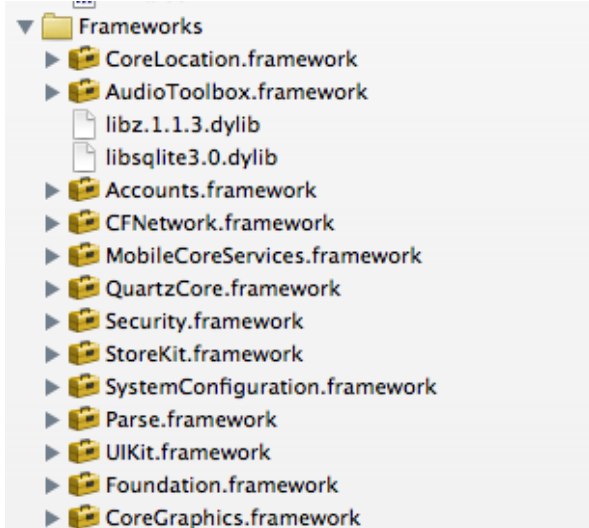 Frameworks
CoreLocation.framework
AudioToolbox.framework
libz.1.1.3.dylib
libsqlite3.0.dylib
Accounts.framework
CFNetwork.framework
MobileCoreServices.framework
QuartzCore.framework
Security.framework
StoreKit.framework
SystemConfiguration.framework
Parse.framework
UIKit.framework
Foundation.framework
CoreGraphics.framework